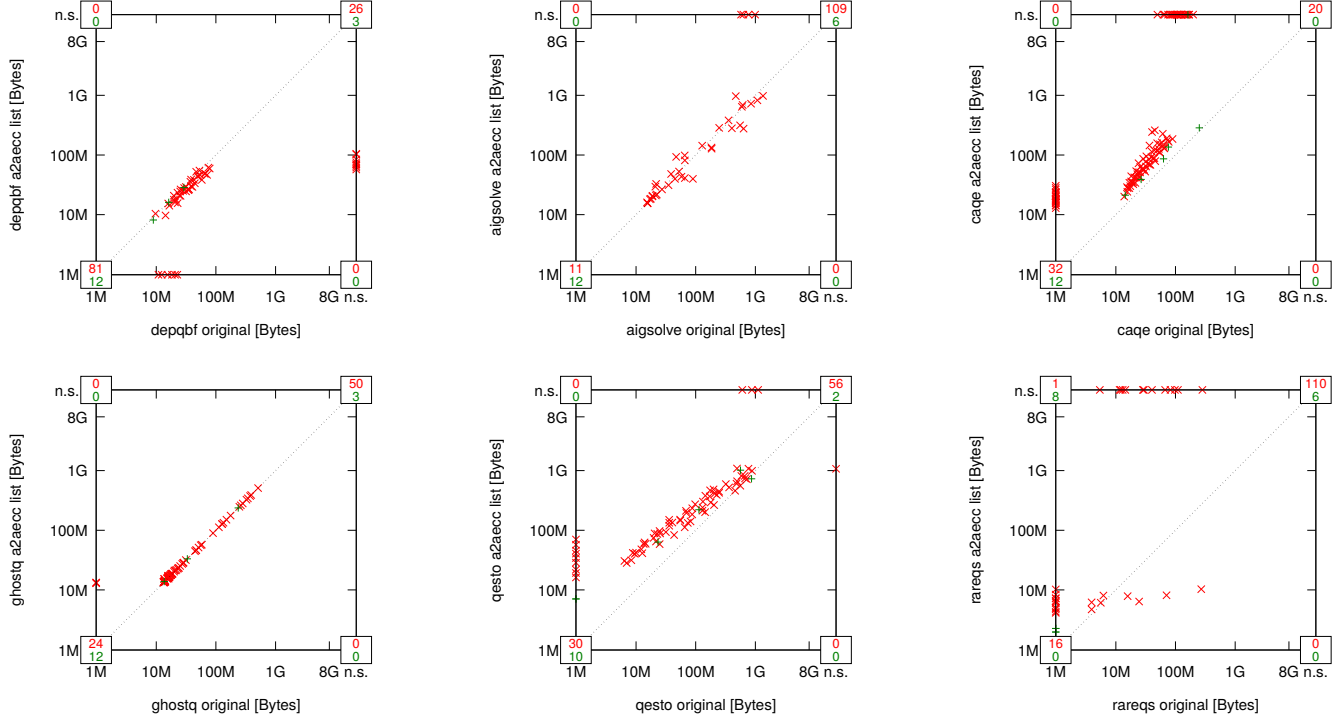 n.s. 0 0 26 3
8G
1G
100M
10M
1M 81 12 0 0
1M 10M 100M 1G 8G n.s.
depqbf original [Bytes]
depqbf a2aecc list [Bytes]
n.s. 0 0 109 6
8G
1G
100M
10M
1M 11 12 0 0
1M 10M 100M 1G 8G n.s.
aigsolve original [Bytes]
aigsolve a2aecc list [Bytes]
n.s. 0 0 20 0
8G
1G
100M
10M
1M 32 12 0 0
1M 10M 100M 1G 8G n.s.
caqe original [Bytes]
caqe a2aecc list [Bytes]
n.s. 0 0 50 3
8G
1G
100M
10M
1M 24 12 0 0
1M 10M 100M 1G 8G n.s.
ghostq original [Bytes]
ghostq a2aecc list [Bytes]
n.s. 0 0 56 2
8G
1G
100M
10M
1M 30 10 0 0
1M 10M 100M 1G 8G n.s.
qesto original [Bytes]
qesto a2aecc list [Bytes]
n.s. 1 8 110 6
8G
1G
100M
10M
1M 16 0 0 0
1M 10M 100M 1G 8G n.s.
rareqs original [Bytes]
rareqs a2aecc list [Bytes]